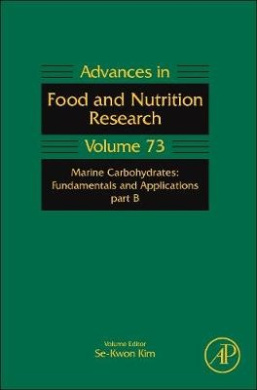 Advances in
Food and Nutrition
Research
Volume 73
Marine Carbohydrates:
Fundamentals and Applications
part B
Volume Editor
Se-Kwon Kim
AP